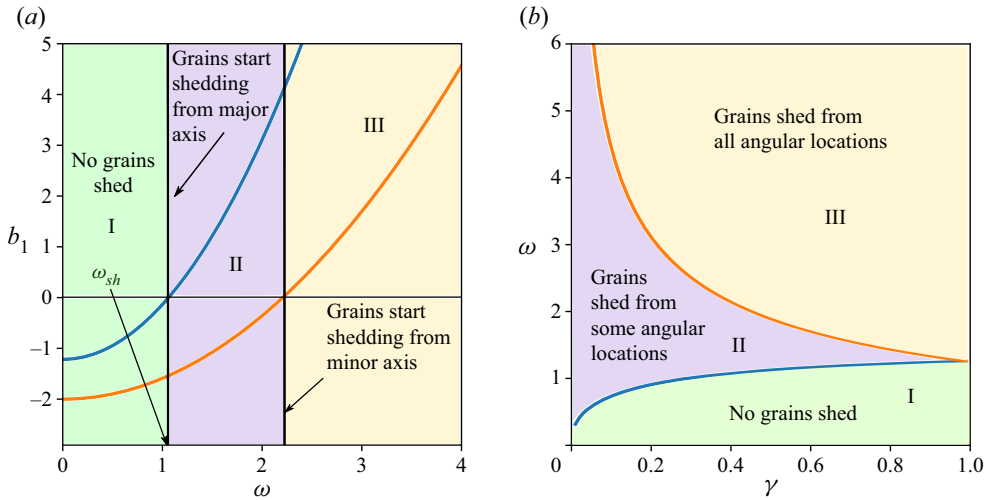 (a)
5
4
3
2
1
0
−1
−2
b1
0
1
2
3
4
ω
No grains
shed
I
ωsh
Grains start
shedding
from major
axis
II
III
Grains start
shedding from
minor axis
(b)
6
5
4
3
2
1
0
ω
0.2
0.4
0.6
0.8
1.0
γ
Grains shed from
all angular locations
III
Grains
shed from
some angular
locations
II
I
No grains shed